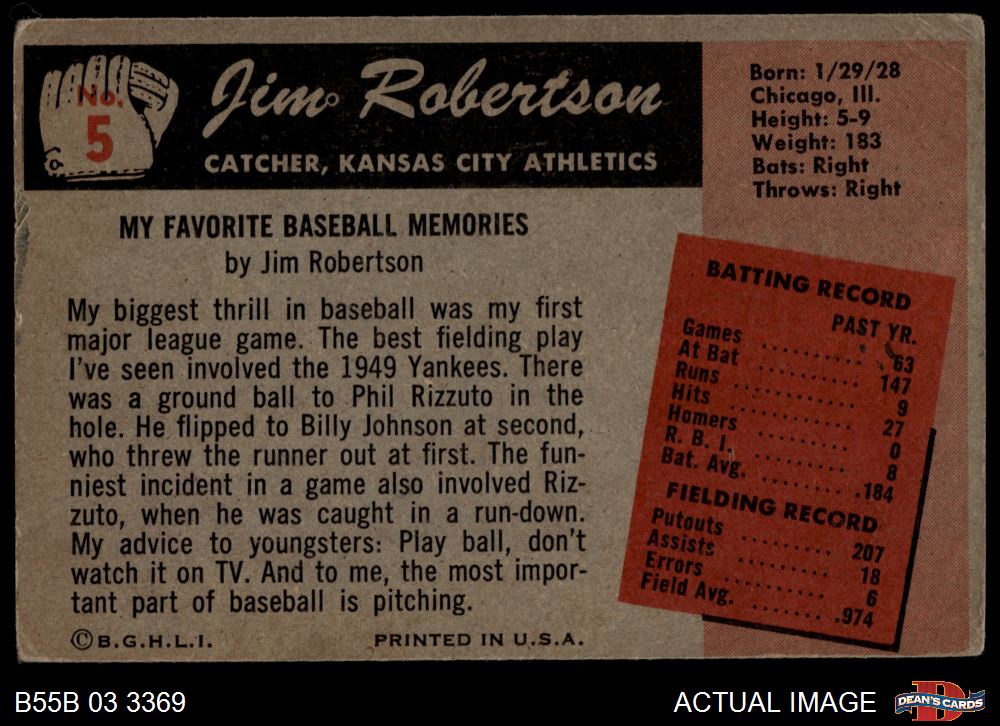 No.
5
Jim Robertson
CATCHER, KANSAS CITY ATHLETICS
Born: 1/29/28
Chicago, Ill.
Height: 5-9
Weight: 183
Bats: Right
Throws: Right
MY FAVORITE BASEBALL MEMORIES
by Jim Robertson
My biggest thrill in baseball was my first
major league game. The best fielding play
I've seen involved the 1949 Yankees. There
was a ground ball to Phil Rizzuto in the
hole. He flipped to Billy Johnson at second,
who threw the runner out at first. The fun-
niest incident in a game also involved Riz-
zuto, when he was caught in a run-down.
My advice to youngsters: Play ball, don't
watch it on TV. And to me, the most impor-
tant part of baseball is pitching.
©B.G.H.L.I. PRINTED IN U.S.A.
BATTING RECORD
PAST YR.
Games .......... 63
At Bat .......... 147
Runs .......... 9
Hits .......... 27
Homers .......... 0
R. B. I. .......... 8
Bat. Avg. .......... .184
FIELDING RECORD
Putouts .......... 207
Assists .......... 18
Errors .......... 6
Field Avg. ....... .974
B55B 03 3369
ACTUAL IMAGE
D
DEAN'S CARDS